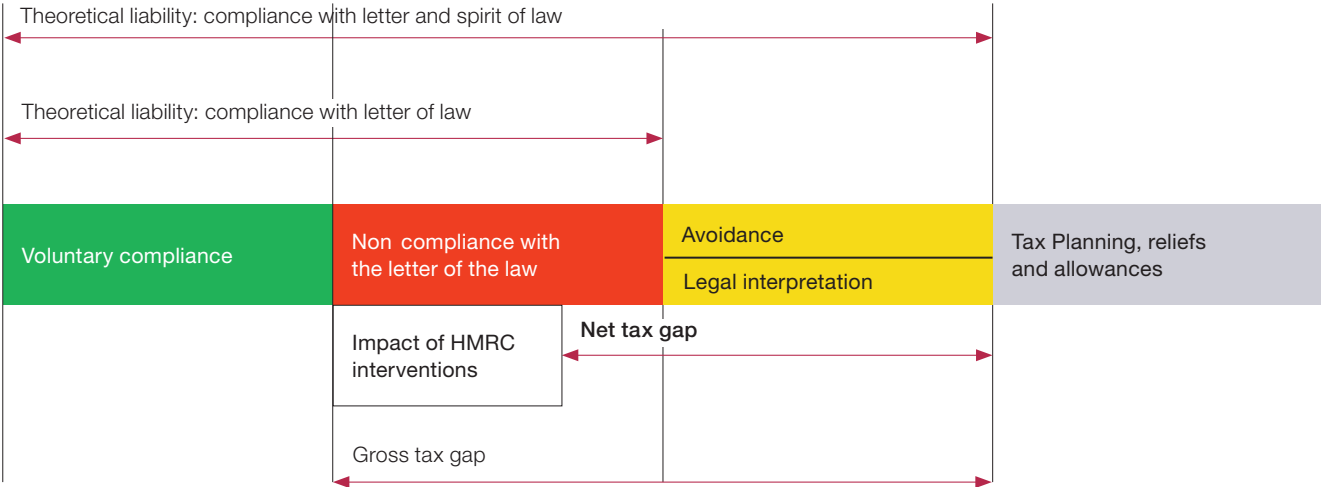 Theoretical liability: compliance with letter and spirit of law
Theoretical liability: compliance with letter of law
Voluntary compliance
Non compliance with
the letter of the law
Avoidance
Legal interpretation
Tax Planning, reliefs
and allowances
Impact of HMRC
interventions
Net tax gap
Gross tax gap